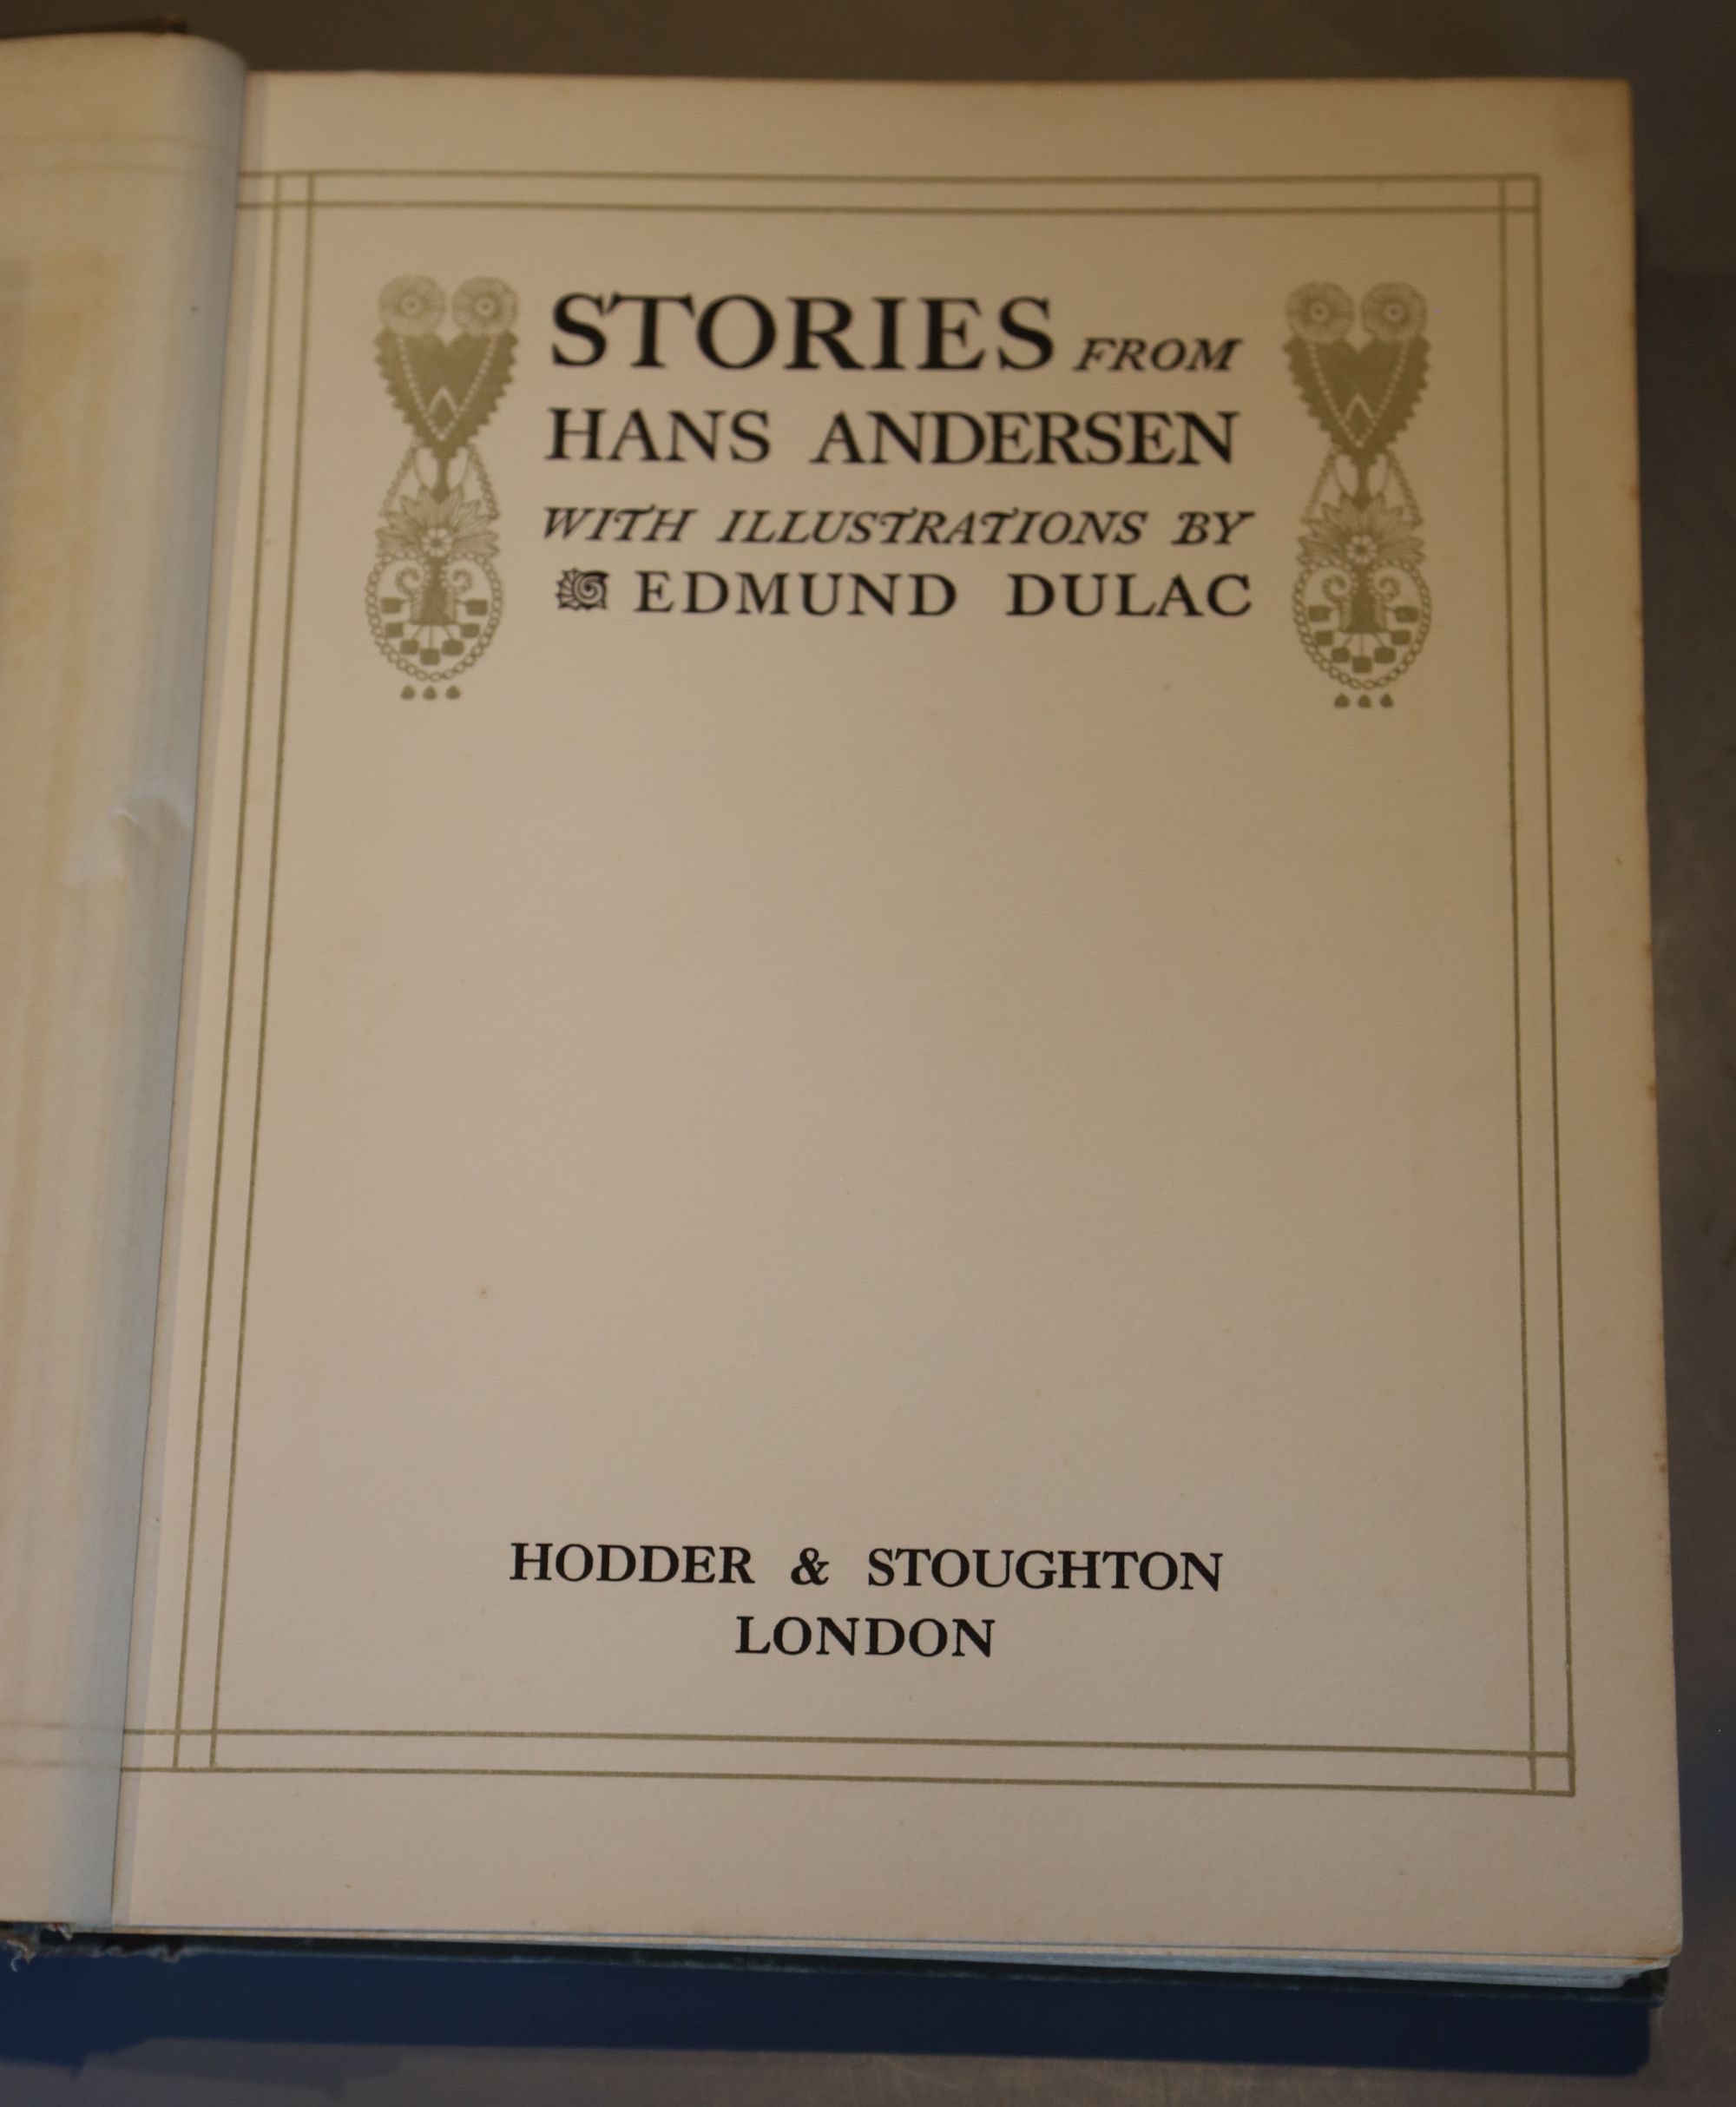 STORIES FROM
HANS ANDERSEN
WITH ILLUSTRATIONS BY
EDMUND DULAC
HODDER & STOUGHTON
LONDON